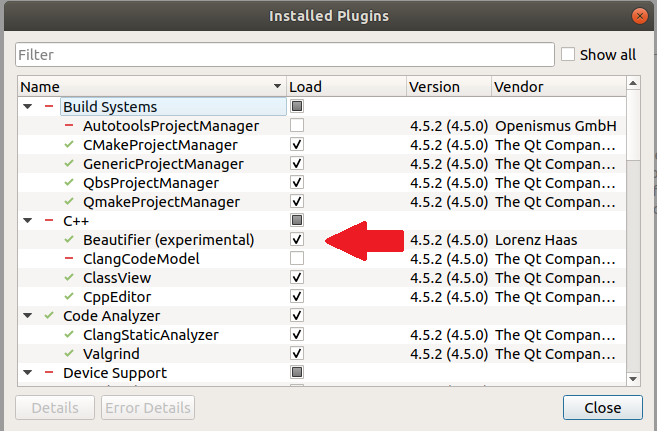 Installed Plugins
Filter
Show all
Name Load Version Vendor
Build Systems
AutotoolsProjectManager 4.5.2 (4.5.0) Openismus GmbH
CMakeProjectManager 4.5.2 (4.5.0) The Qt Compan...
GenericProjectManager 4.5.2 (4.5.0) The Qt Compan...
QbsProjectManager 4.5.2 (4.5.0) The Qt Compan...
QmakeProjectManager 4.5.2 (4.5.0) The Qt Compan...
C++
Beautifier (experimental) 4.5.2 (4.5.0) Lorenz Haas
ClangCodeModel 4.5.2 (4.5.0) The Qt Compan...
ClassView 4.5.2 (4.5.0) The Qt Compan...
CppEditor 4.5.2 (4.5.0) The Qt Compan...
Code Analyzer
ClangStaticAnalyzer 4.5.2 (4.5.0) The Qt Compan...
Valgrind 4.5.2 (4.5.0) The Qt Compan...
Device Support
Details Error Details Close